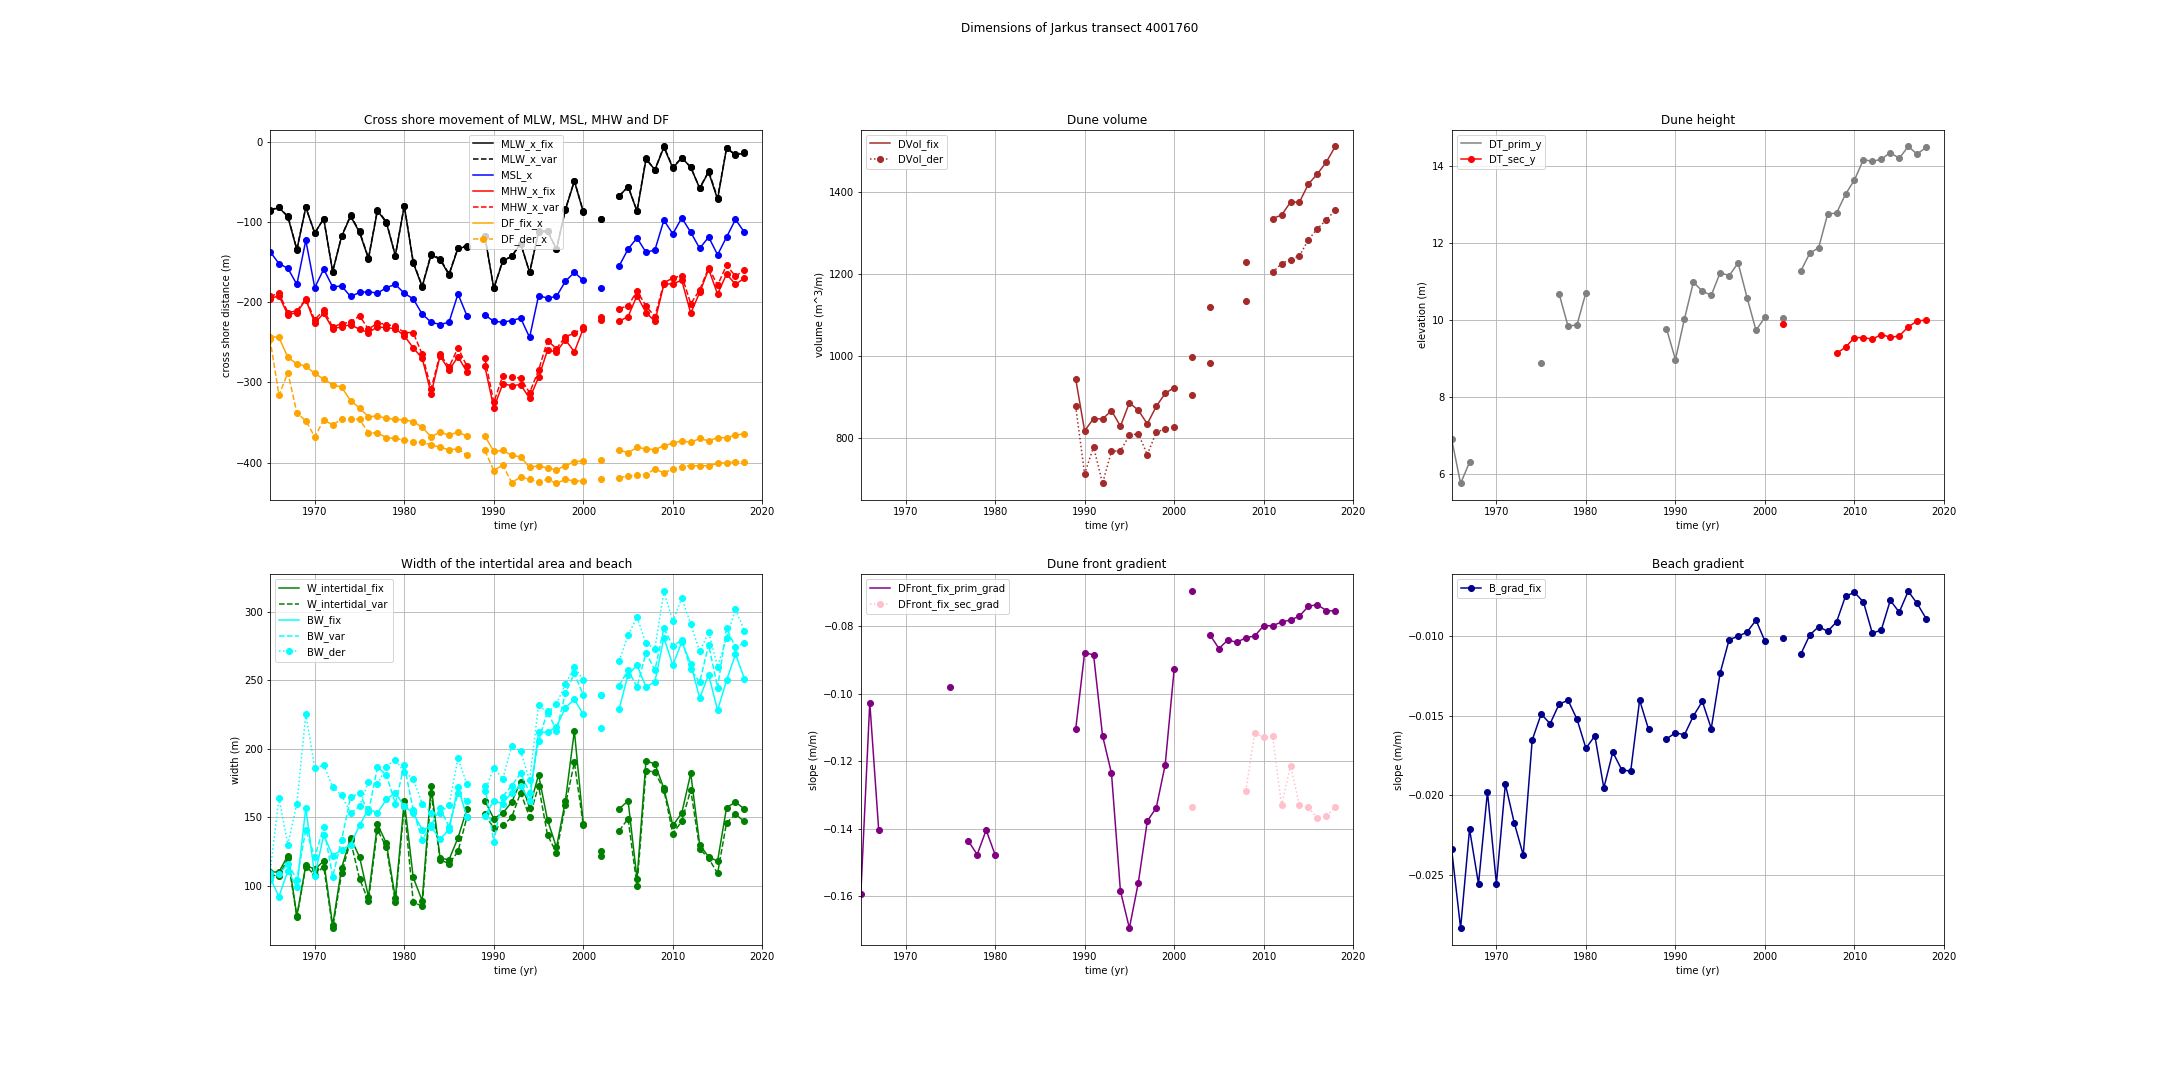 Dimensions of Jarkus transect 4001760
Cross shore movement of MLW, MSL, MHW and DF
MLW_x_fix
MLW_x_var
MSL_x
MHW_x_fix
MHW_x_var
DF_fix_x
DF_der_x
cross shore distance (m)
0
−100
−200
−300
−400
1970 1980 1990 2000 2010 2020
time (yr)
Dune volume
DVol_fix
DVol_der
volume (m^3/m)
1400
1200
1000
800
1970 1980 1990 2000 2010 2020
time (yr)
Dune height
DT_prim_y
DT_sec_y
elevation (m)
14
12
10
8
6
1970 1980 1990 2000 2010 2020
time (yr)
Width of the intertidal area and beach
W_intertidal_fix
W_intertidal_var
BW_fix
BW_var
BW_der
width (m)
300
250
200
150
100
1970 1980 1990 2000 2010 2020
time (yr)
Dune front gradient
DFront_fix_prim_grad
DFront_fix_sec_grad
slope (m/m)
−0.08
−0.10
−0.12
−0.14
−0.16
1970 1980 1990 2000 2010 2020
time (yr)
Beach gradient
B_grad_fix
slope (m/m)
−0.010
−0.015
−0.020
−0.025
1970 1980 1990 2000 2010 2020
time (yr)